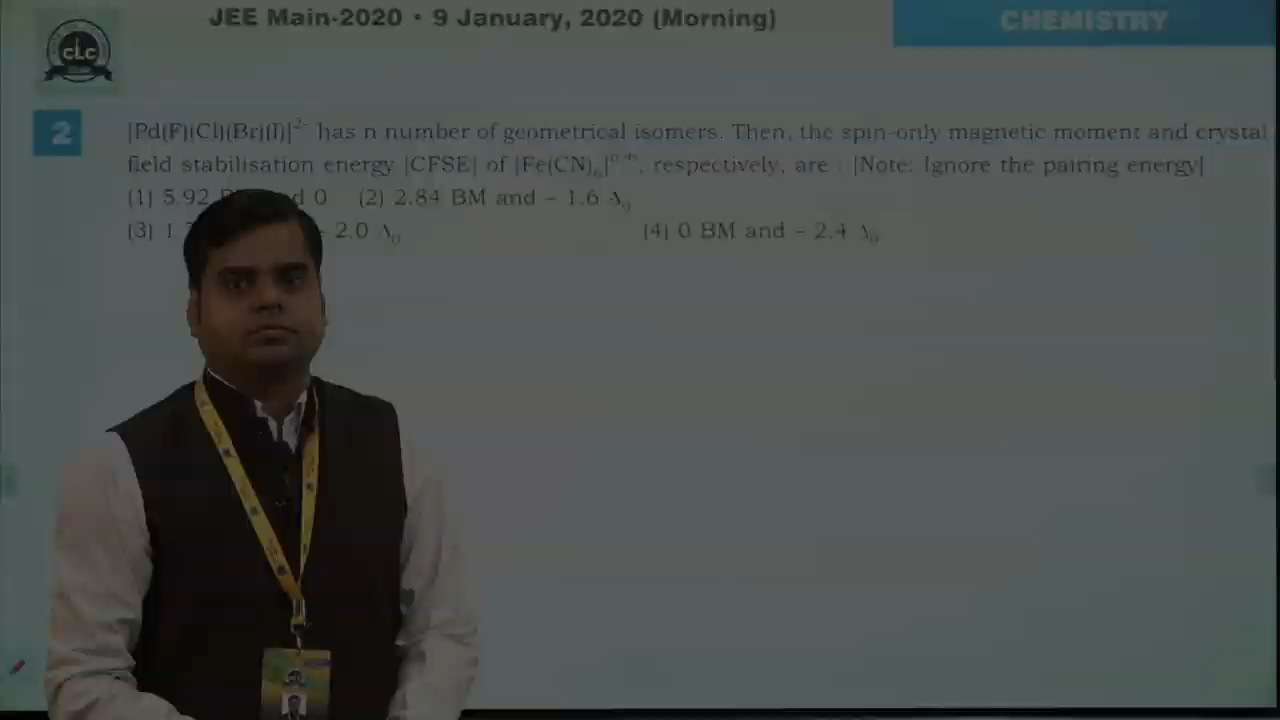 JEE Main-2020 • 9 January, 2020 (Morning)
CHEMISTRY
CLC
2
[Pd(F)(Cl)(Br)(I)]²⁻ has n number of geometrical isomers. Then, the spin-only magnetic moment and crystal
field stabilisation energy [CFSE] of [Fe(CN)₆]ⁿ⁻⁶, respectively, are : [Note: Ignore the pairing energy]
(1) 5.92 d 0 (2) 2.84 BM and – 1.6 Δ₀
(3) 1.7 – 2.0 Δ₀ (4) 0 BM and – 2.4 Δ₀